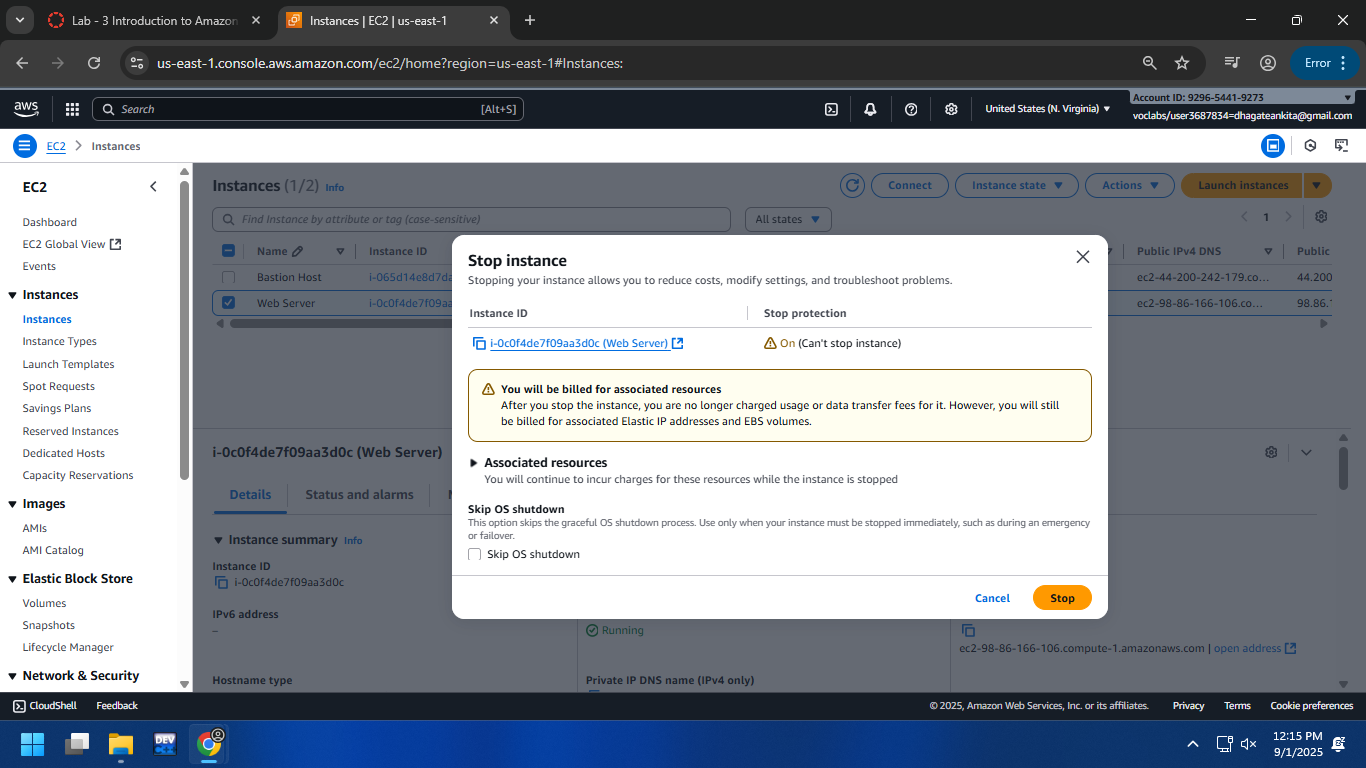 Lab - 3 Introduction to Amazon
Instances | EC2 | us-east-1
us-east-1.console.aws.amazon.com/ec2/home?region=us-east-1#Instances:
Error
aws
Search
[Alt+S]
United States (N. Virginia)
Account ID: 9296-5441-9273
voclabs/user3687834=dhagateankita@gmail.com
EC2
Instances
EC2
Dashboard
EC2 Global View
Events
Instances
Instances
Instance Types
Launch Templates
Spot Requests
Savings Plans
Reserved Instances
Dedicated Hosts
Capacity Reservations
Images
AMIs
AMI Catalog
Elastic Block Store
Volumes
Snapshots
Lifecycle Manager
Network & Security
Instances (1/2) Info
Connect
Instance state
Actions
Launch instances
Find Instance by attribute or tag (case-sensitive)
All states
1
Name
Instance ID
Public IPv4 DNS
Public
Bastion Host
i-065d14e8d7da
ec2-44-200-242-179.co...
44.200
Web Server
i-0c0f4de7f09aa
ec2-98-86-166-106.co...
98.86.
Stop instance
Stopping your instance allows you to reduce costs, modify settings, and troubleshoot problems.
Instance ID
Stop protection
i-0c0f4de7f09aa3d0c (Web Server)
On (Can't stop instance)
You will be billed for associated resources
After you stop the instance, you are no longer charged usage or data transfer fees for it. However, you will still
be billed for associated Elastic IP addresses and EBS volumes.
Associated resources
You will continue to incur charges for these resources while the instance is stopped
Skip OS shutdown
This option skips the graceful OS shutdown process. Use only when your instance must be stopped immediately, such as during an emergency
or failover.
Skip OS shutdown
Cancel
Stop
i-0c0f4de7f09aa3d0c (Web Server)
Details
Status and alarms
Instance summary Info
Instance ID
i-0c0f4de7f09aa3d0c
IPv6 address
–
Running
ec2-98-86-166-106.compute-1.amazonaws.com | open address
Hostname type
Private IP DNS name (IPv4 only)
CloudShell
Feedback
© 2025, Amazon Web Services, Inc. or its affiliates.
Privacy
Terms
Cookie preferences
DEV
12:15 PM
9/1/2025